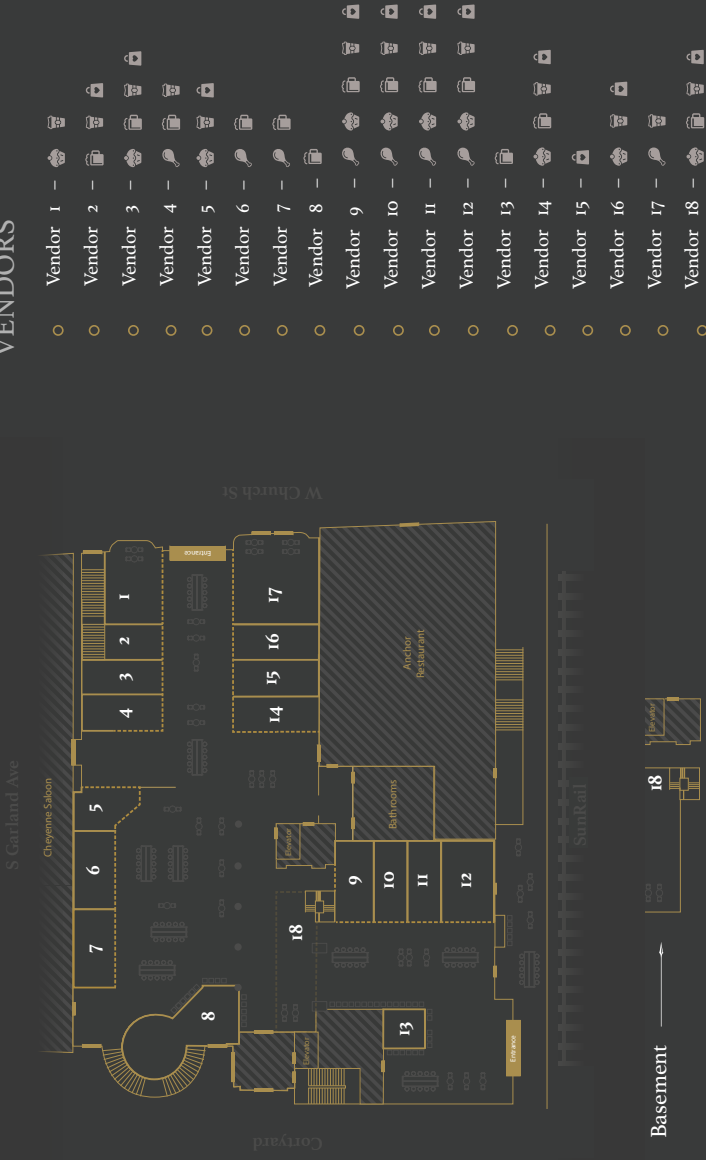 VENDORS
Vendor 1 –
Vendor 2 –
Vendor 3 –
Vendor 4 –
Vendor 5 –
Vendor 6 –
Vendor 7 –
Vendor 8 –
Vendor 9 –
Vendor 10 –
Vendor 11 –
Vendor 12 –
Vendor 13 –
Vendor 14 –
Vendor 15 –
Vendor 16 –
Vendor 17 –
Vendor 18 –
S Garland Ave
Cheyenne Saloon
7
6
5
4
3
2
1
8
Entrance
W Church St
Cortyard
Elevator
18
Elevator
14
15
16
17
9
10
11
12
13
Bathrooms
Anchor
Restaurant
Entrance
SunRail
Basement
18
Elevator